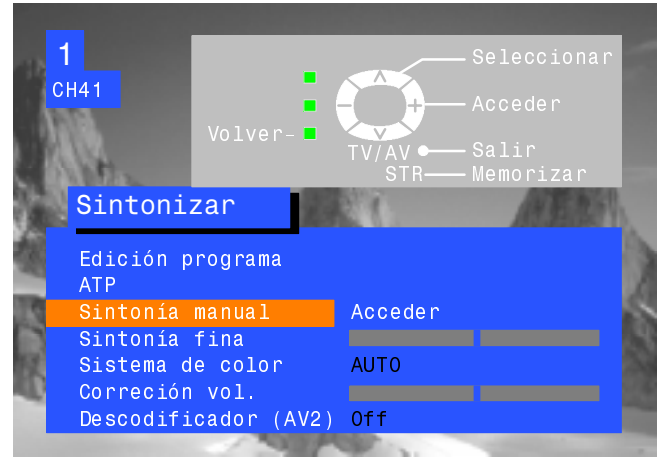 1
CH41
Seleccionar
Acceder
Volver
TV/AV Salir
STR Memorizar
Sintonizar
Edición programa
ATP
Sintonía manual Acceder
Sintonía fina
Sistema de color AUTO
Correción vol.
Descodificador (AV2) Off